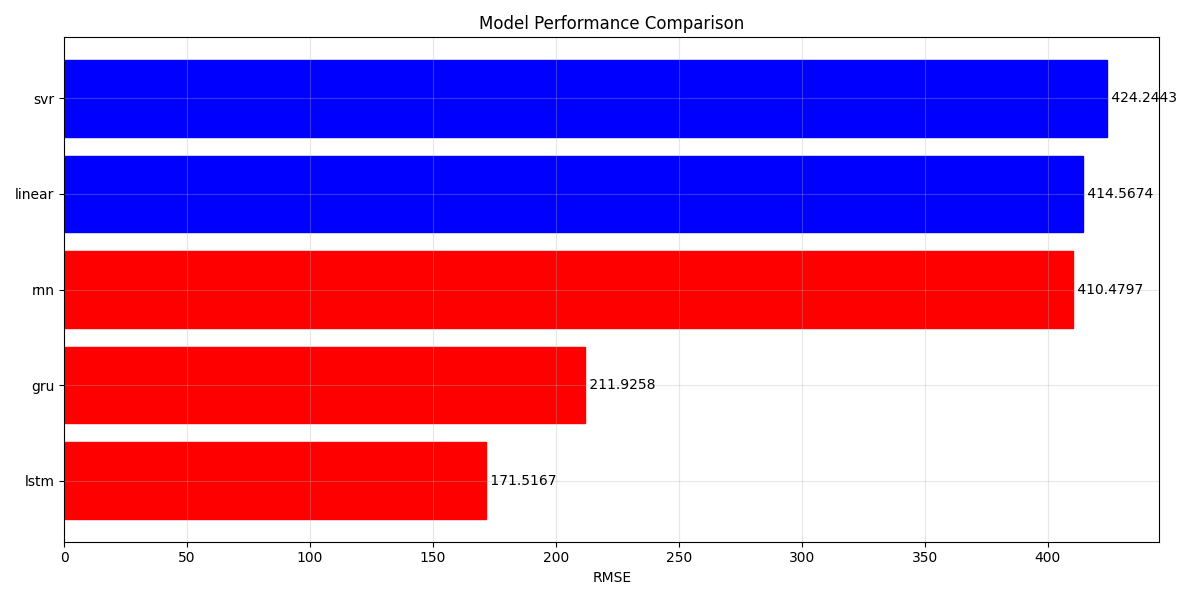 Model Performance Comparison
svr
424.2443
linear
414.5674
rnn
410.4797
gru
211.9258
lstm
171.5167
0 50 100 150 200 250 300 350 400
RMSE